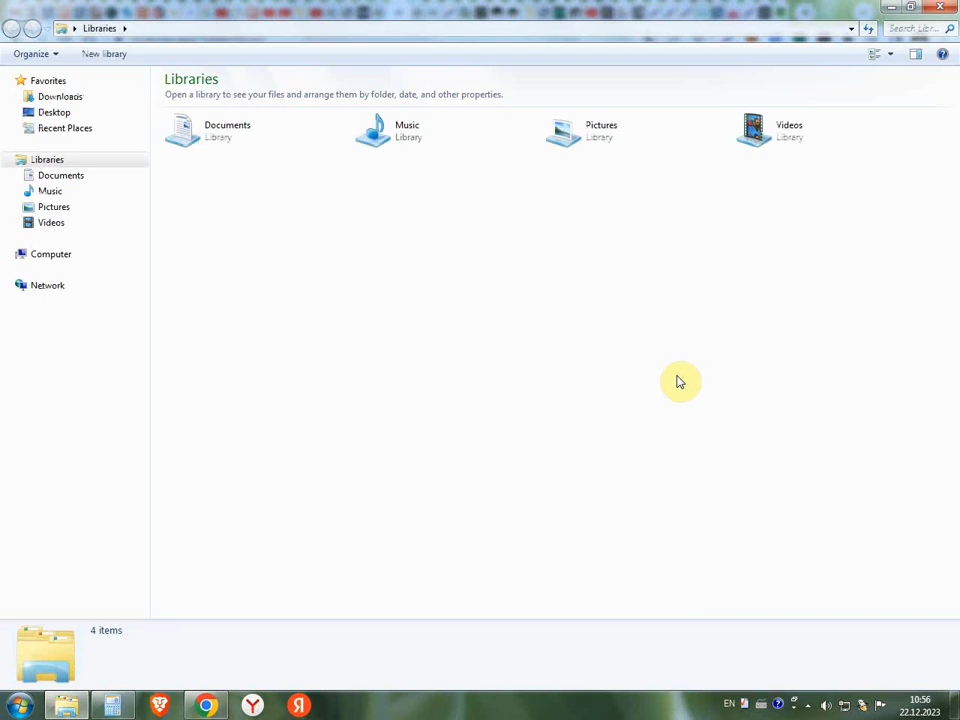 Libraries
Search Libr...
Organize
New library
Favorites
Downloads
Desktop
Recent Places
Libraries
Documents
Music
Pictures
Videos
Computer
Network
Libraries
Open a library to see your files and arrange them by folder, date, and other properties.
Documents
Library
Music
Library
Pictures
Library
Videos
Library
4 items
Y
Я
EN
10:56
22.12.2023